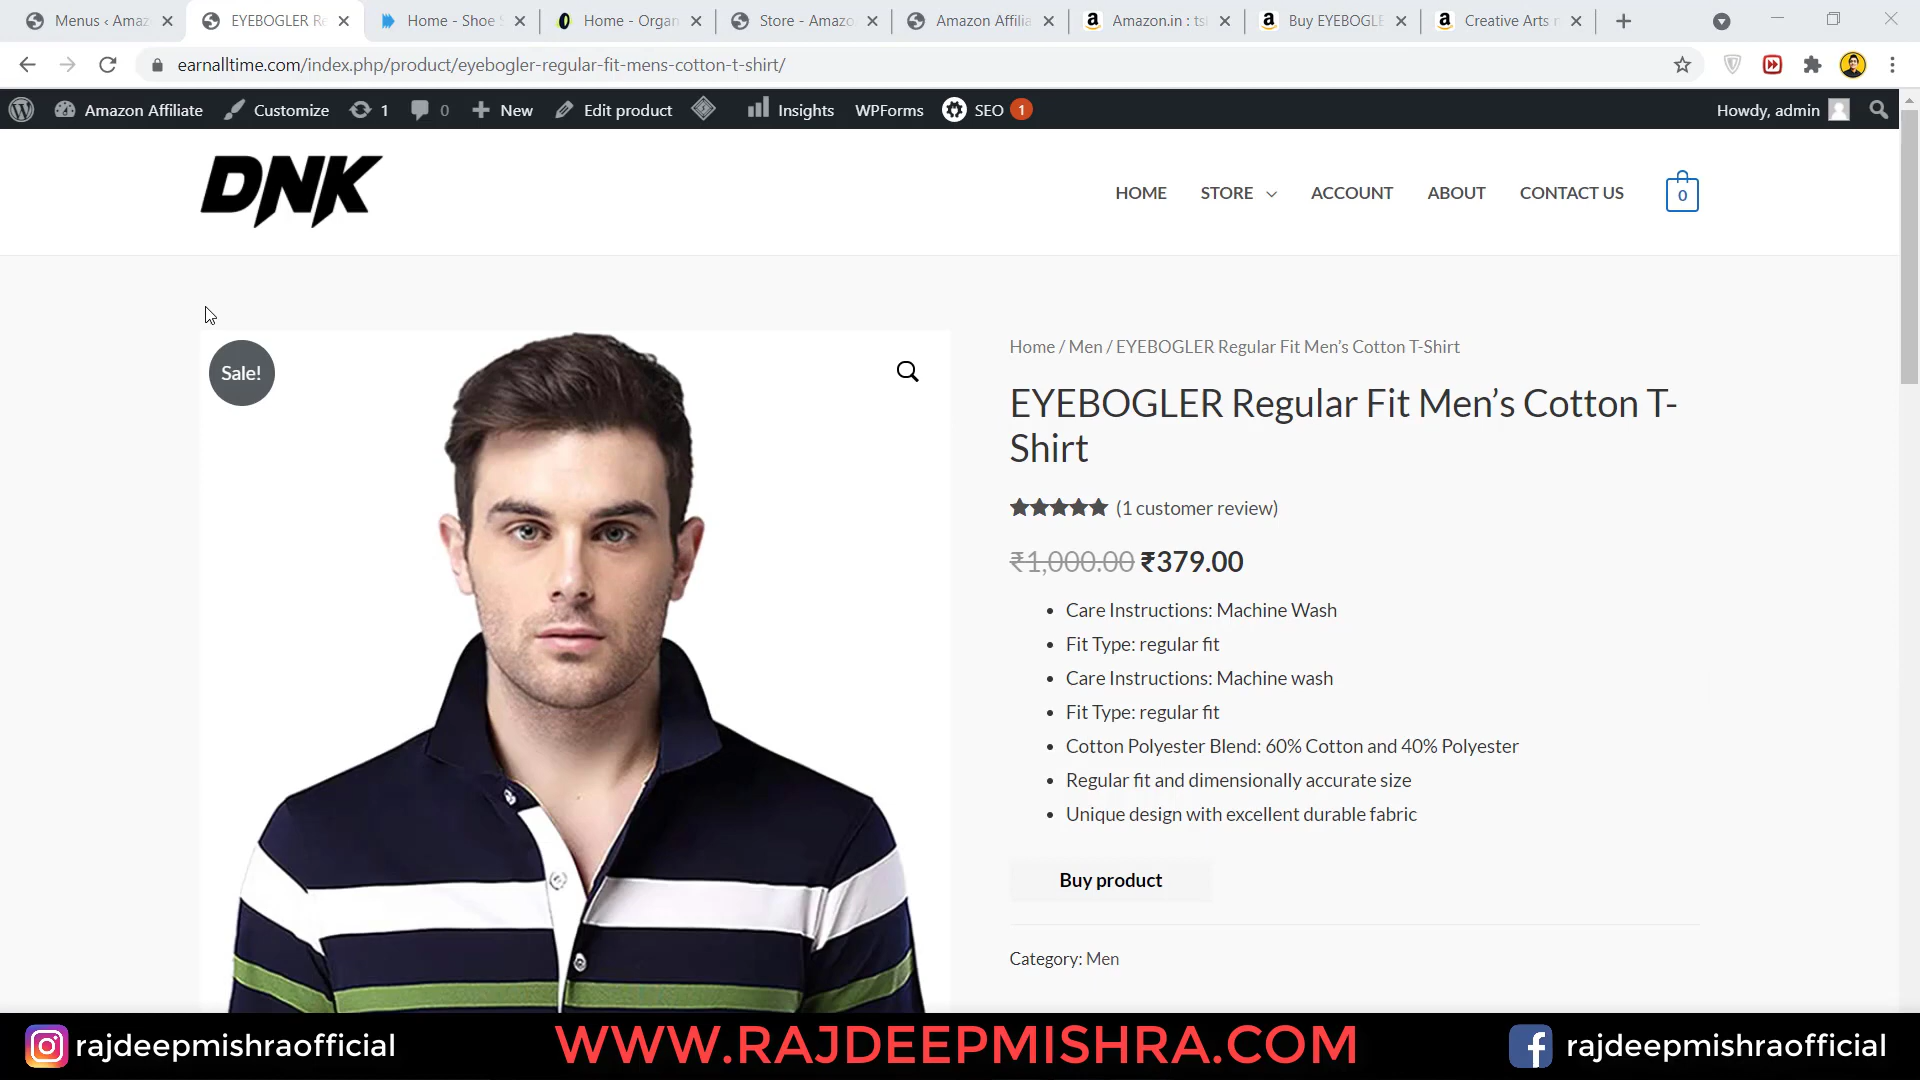 Menus ‹ Amaz
EYEBOGLER Re
Home - Shoe S
Home - Organ
Store - Amazo
Amazon Affilia
Amazon.in : tsh
Buy EYEBOGLE
Creative Arts
earnalltime.com/index.php/product/eyebogler-regular-fit-mens-cotton-t-shirt/
Amazon Affiliate Customize 1 0 New Edit product Insights WPForms SEO 1 Howdy, admin
DNK
HOME STORE ACCOUNT ABOUT CONTACT US 0
Sale!
Home / Men / EYEBOGLER Regular Fit Men’s Cotton T-Shirt
EYEBOGLER Regular Fit Men’s Cotton T-
Shirt
(1 customer review)
₹1,000.00 ₹379.00
• Care Instructions: Machine Wash
• Fit Type: regular fit
• Care Instructions: Machine wash
• Fit Type: regular fit
• Cotton Polyester Blend: 60% Cotton and 40% Polyester
• Regular fit and dimensionally accurate size
• Unique design with excellent durable fabric
Buy product
Category: Men
rajdeepmishraofficial
WWW.RAJDEEPMISHRA.COM
rajdeepmishraofficial